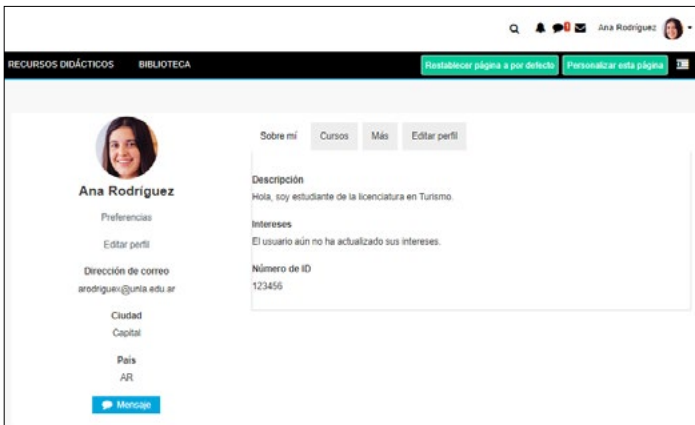 Ana Rodríguez
RECURSOS DIDÁCTICOS BIBLIOTECA Restablecer página a por defecto Personalizar esta página
Ana Rodríguez
Preferencias
Editar perfil
Dirección de correo
arodriguex@unla.edu.ar
Ciudad
Capital
País
AR
Mensaje
Sobre mí Cursos Más Editar perfil
Descripción
Hola, soy estudiante de la licenciatura en Turismo.
Intereses
El usuario aún no ha actualizado sus intereses.
Número de ID
123456